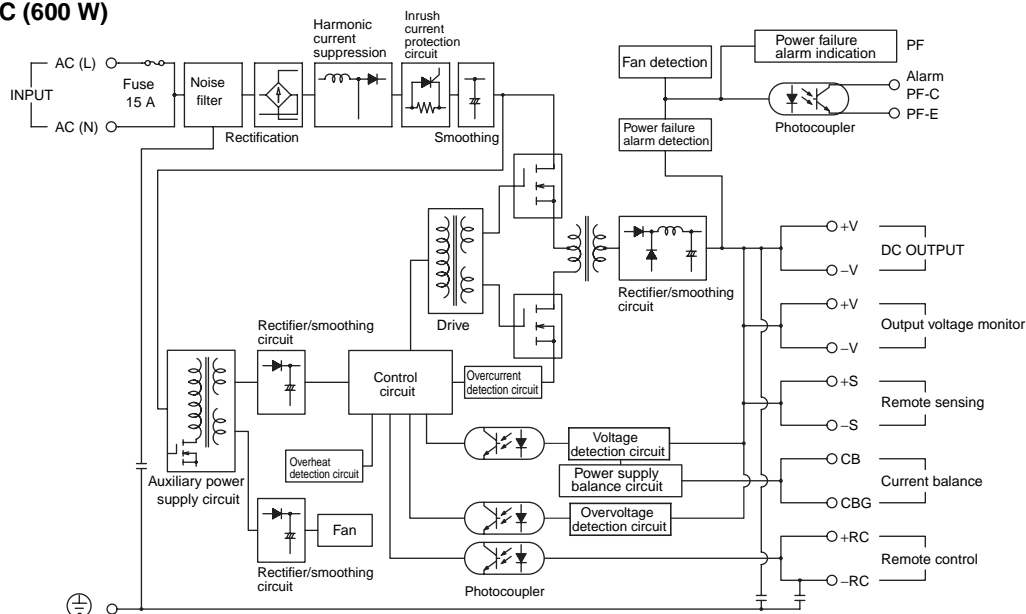 C (600 W)
Harmonic
current
suppression
Inrush
current
protection
circuit
Power failure
alarm indication
PF
AC (L)
Fan detection
Fuse
15 A
Noise
filter
INPUT
Alarm
PF-C
AC (N)
PF-E
Rectification
Smoothing
Photocoupler
Power failure
alarm detection
+V
DC OUTPUT
−V
Rectifier/smoothing
circuit
+V
Drive
Output voltage monitor
Rectifier/smoothing
circuit
−V
Control
circuit
Overcurrent
detection circuit
+S
Remote sensing
−S
Voltage
detection circuit
Overheat
detection circuit
Power supply
balance circuit
CB
Current balance
Auxiliary power
supply circuit
CBG
Overvoltage
detection circuit
Fan
+RC
Remote control
Rectifier/smoothing
circuit
−RC
Photocoupler